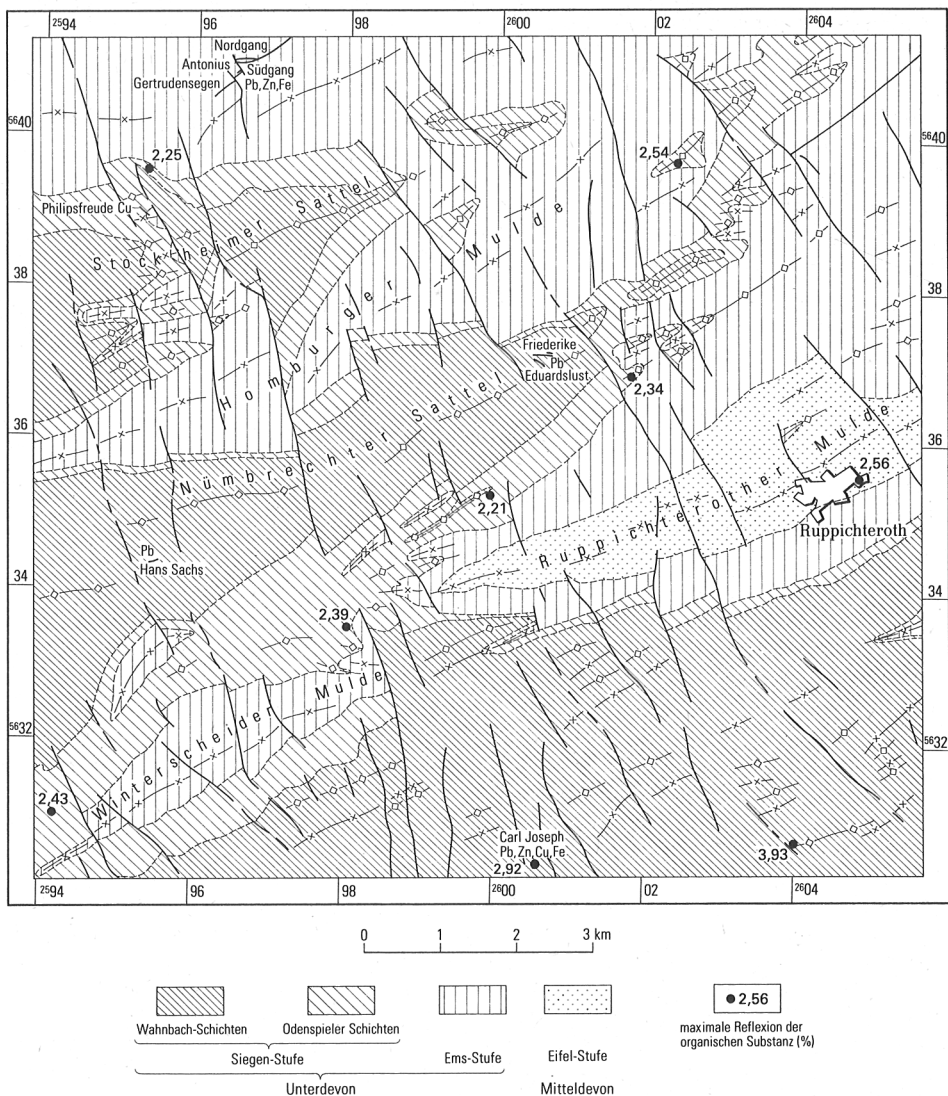 2594 96 98 2600 02 2604
Nordgang
Antonius
Südgang
Gertrudensegen
Pb, Zn, Fe
5640
5640
2,25
2,54
Philipsfreude Cu
Stockheimer Sattel
38
38
Homburger Mulde
Friederike
Pb
Eduardslust
2,34
36
36
Nümbrechter Sattel
Ruppichterother Mulde
2,56
2,21
Ruppichteroth
Pb
Hans Sachs
34
34
2,39
Winterscheider Mulde
5632
5632
2,43
Carl Joseph
Pb, Zn, Cu, Fe
2,92
3,93
2594 96 98 2600 02 2604
0 1 2 3 km
2,56
Wahnbach-Schichten Odenspieler Schichten
maximale Reflexion der
organischen Substanz (%)
Siegen-Stufe Ems-Stufe Eifel-Stufe
Unterdevon Mitteldevon